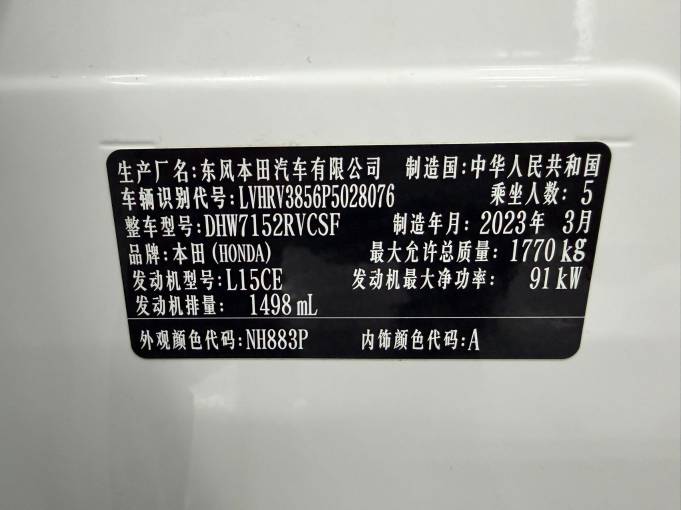 生产厂名:东风本田汽车有限公司 制造国:中华人民共和国
车辆识别代号:LVHRV3856P5028076 乘坐人数: 5
整车型号:DHW7152RVCSF 制造年月: 2023年 3月
品牌:本田(HONDA) 最大允许总质量: 1770kg
发动机型号:L15CE 发动机最大净功率: 91kW
发动机排量: 1498 mL
外观颜色代码:NH883P 内饰颜色代码:A